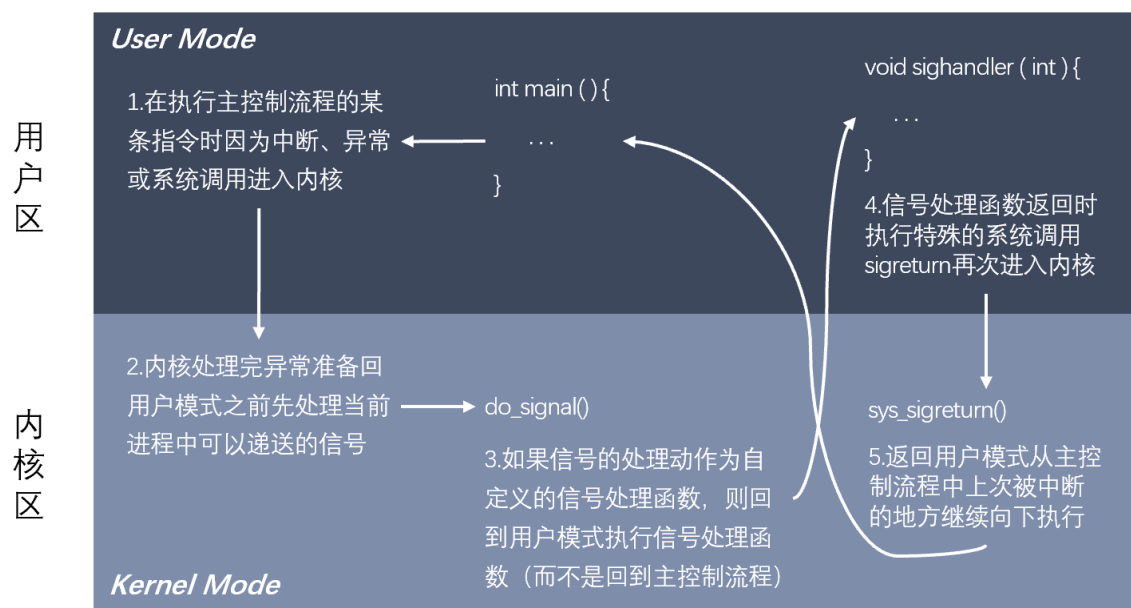 User Mode
用户区
1.在执行主控制流程的某
条指令时因为中断、异常
或系统调用进入内核
int main ( ) {
...
}
void sighandler ( int ) {
...
}
4.信号处理函数返回时
执行特殊的系统调用
sigreturn再次进入内核
内核区
2.内核处理完异常准备回
用户模式之前先处理当前
进程中可以递送的信号
do_signal()
3.如果信号的处理动作为自
定义的信号处理函数，则回
到用户模式执行信号处理函
数（而不是回到主控制流程）
sys_sigreturn()
5.返回用户模式从主控
制流程中上次被中断
的地方继续向下执行
Kernel Mode